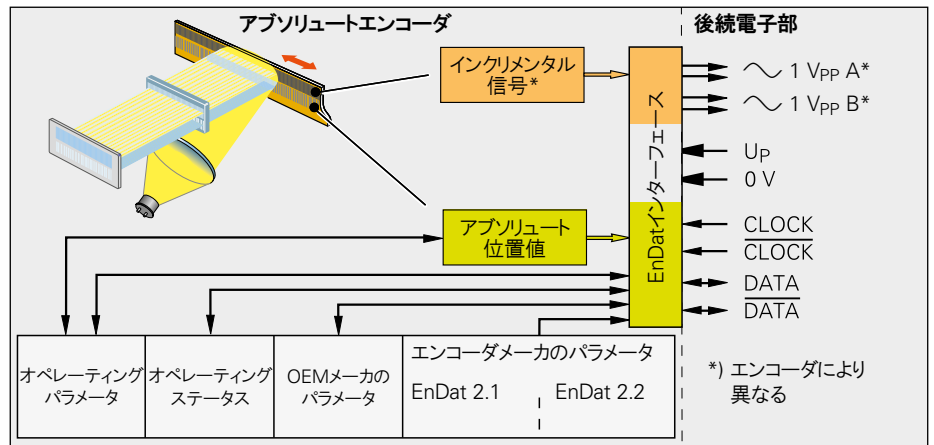 アブソリュートエンコーダ
後続電子部
インクリメンタル
信号*
1 VPP A*
1 VPP B*
UP
0 V
EnDatインターフェース
アブソリュート
位置値
CLOCK
CLOCK
DATA
DATA
オペレーティング
パラメータ
オペレーティング
ステータス
OEMメーカの
パラメータ
エンコーダメーカのパラメータ
EnDat 2.1
EnDat 2.2
*) エンコーダにより
異なる